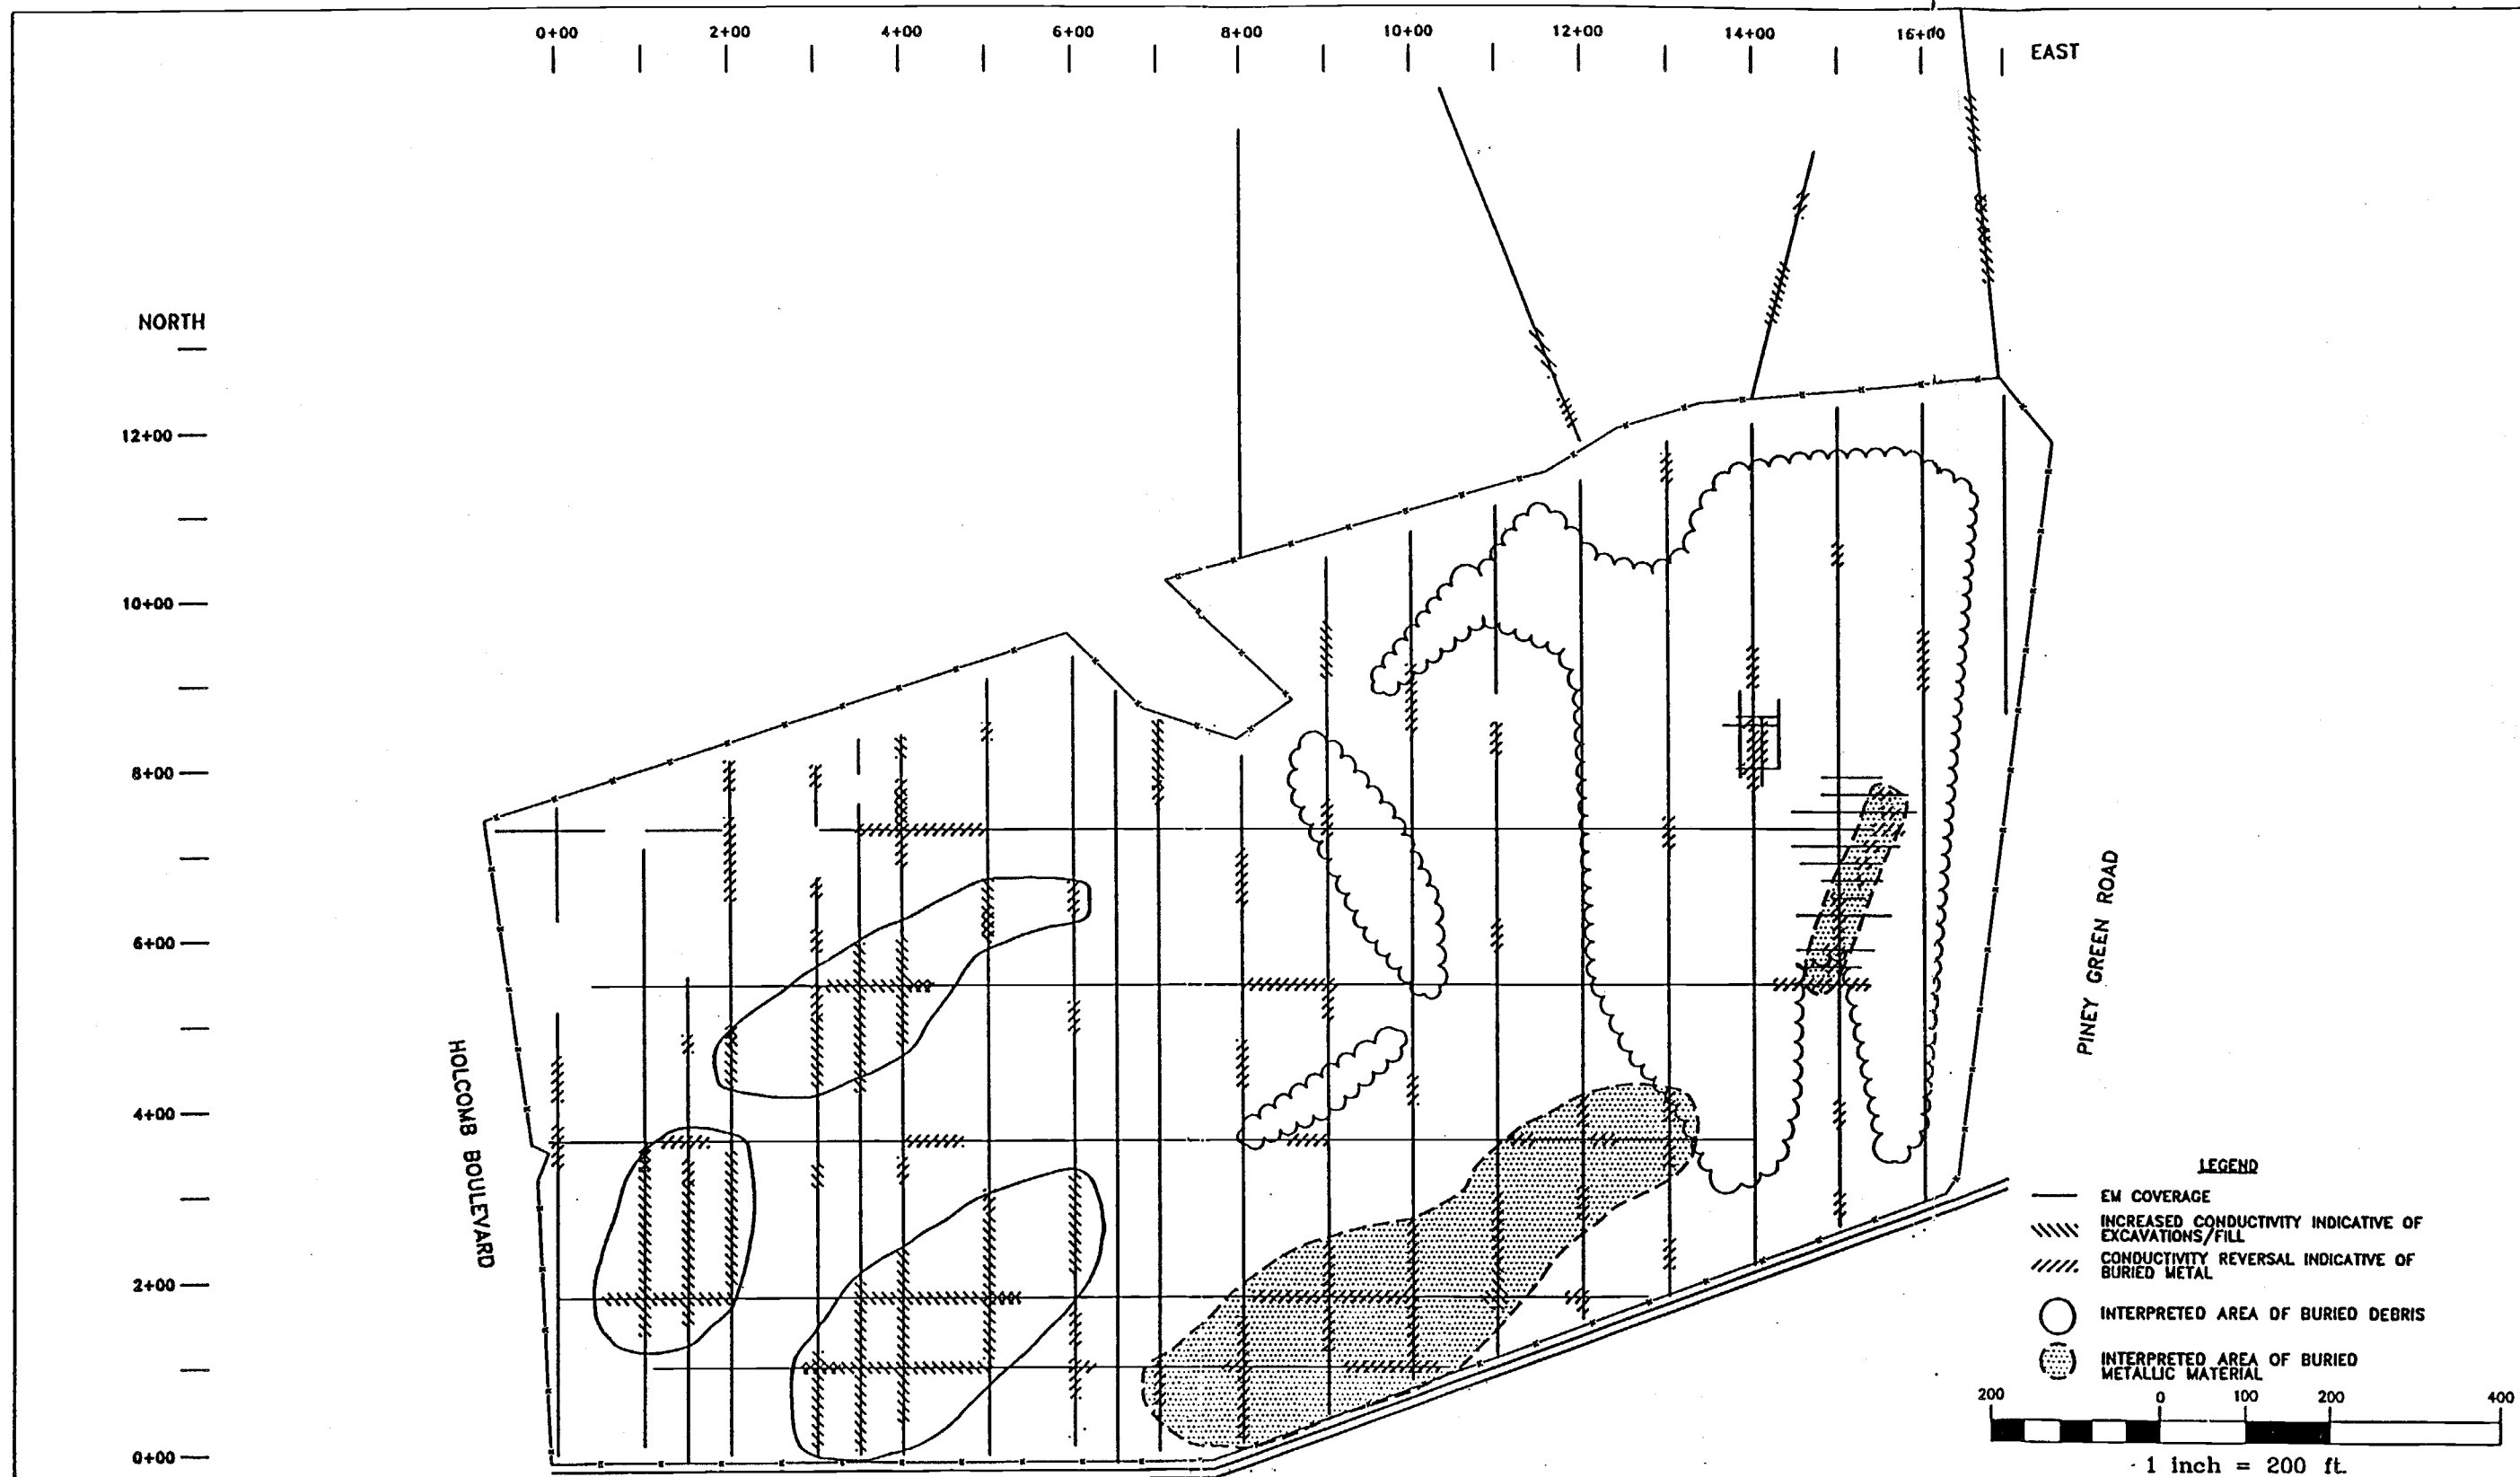 0+00 2+00 4+00 6+00 8+00 10+00 12+00 14+00 16+00
EAST
NORTH
12+00
10+00
8+00
6+00
4+00
2+00
0+00
HOLCOMB BOULEVARD
PINEY GREEN ROAD
LEGEND
EM COVERAGE
INCREASED CONDUCTIVITY INDICATIVE OF
EXCAVATIONS/FILL
CONDUCTIVITY REVERSAL INDICATIVE OF
BURIED METAL
INTERPRETED AREA OF BURIED DEBRIS
INTERPRETED AREA OF BURIED
METALLIC MATERIAL
200 0 100 200 400
1 inch = 200 ft.